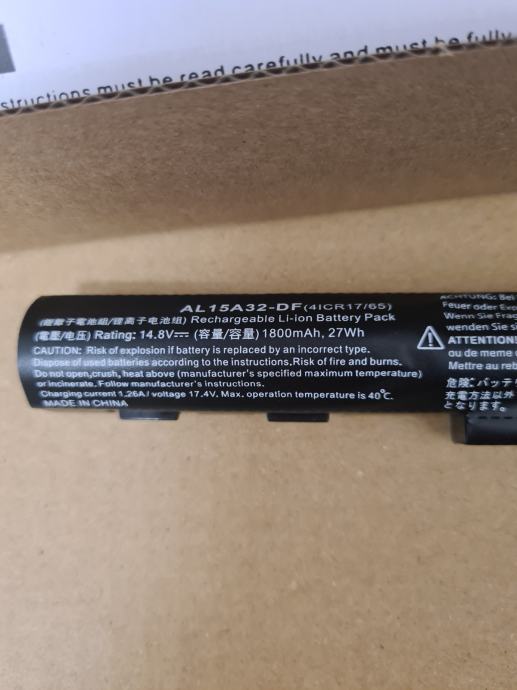 structions must be read carefully and must be fully
AL15A32-DF(4ICR17/65)
(鋰離子電池組/锂离子电池组) Rechargeable Li-ion Battery Pack
(電壓/电压) Rating: 14.8V⎓ (容量/容量) 1800mAh, 27Wh
CAUTION: Risk of explosion if battery is replaced by an incorrect type.
Dispose of used batteries according to the instructions.Risk of fire and burns.
Do not open,crush, heat above (manufacturer's specified maximum temperature)
or incinerate. Follow manufacturer's instructions.
Charging current 1.26A / voltage 17.4V. Max. operation temperature is 40℃.
MADE IN CHINA
ACHTUNG: Bei
Feuer oder Exp
Wenn Sie Frag
wenden Sie si
ATTENTION!
ou de meme
Mettre au reb
危険: バッテリ
充電方法以外
となります。